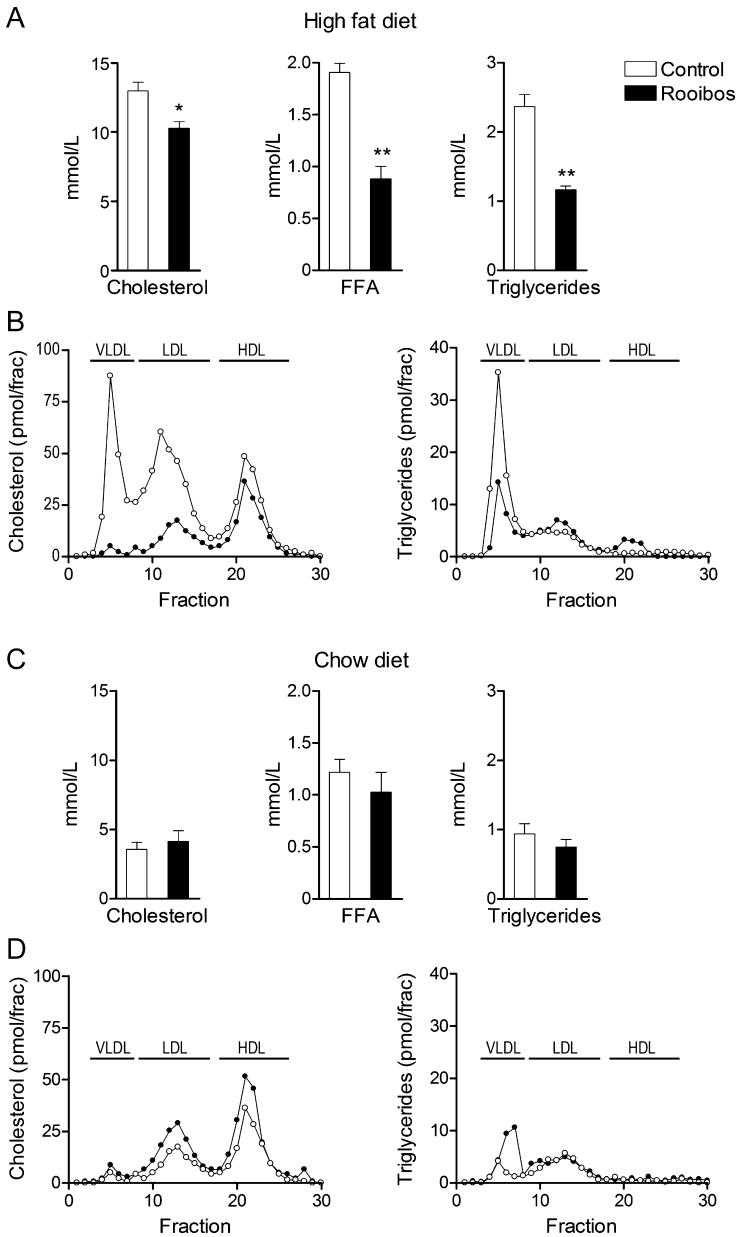 A
High fat diet
Control
Rooibos
15
10
5
0
mmol/L
*
Cholesterol
2.0
1.5
1.0
0.5
0
mmol/L
**
FFA
3
2
1
0
mmol/L
**
Triglycerides
B
100
75
50
25
0
Cholesterol (pmol/frac)
VLDL LDL HDL
0 10 20 30
Fraction
40
30
20
10
0
Triglycerides (pmol/frac)
VLDL LDL HDL
0 10 20 30
Fraction
C
Chow diet
15
10
5
0
mmol/L
Cholesterol
2.0
1.5
1.0
0.5
0
mmol/L
FFA
3
2
1
0
mmol/L
Triglycerides
D
100
75
50
25
0
Cholesterol (pmol/frac)
VLDL LDL HDL
0 10 20 30
Fraction
40
30
20
10
0
Triglycerides (pmol/frac)
VLDL LDL HDL
0 10 20 30
Fraction